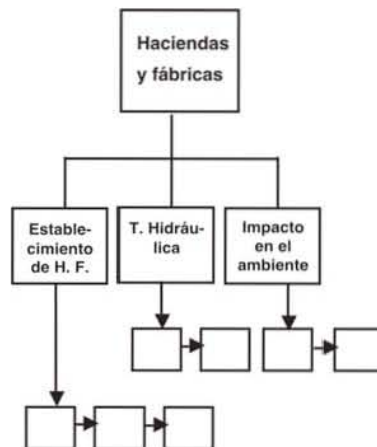 Haciendas
y fábricas
Estable-
cimiento
de H. F.
T. Hidráu-
lica
Impacto
en el
ambiente